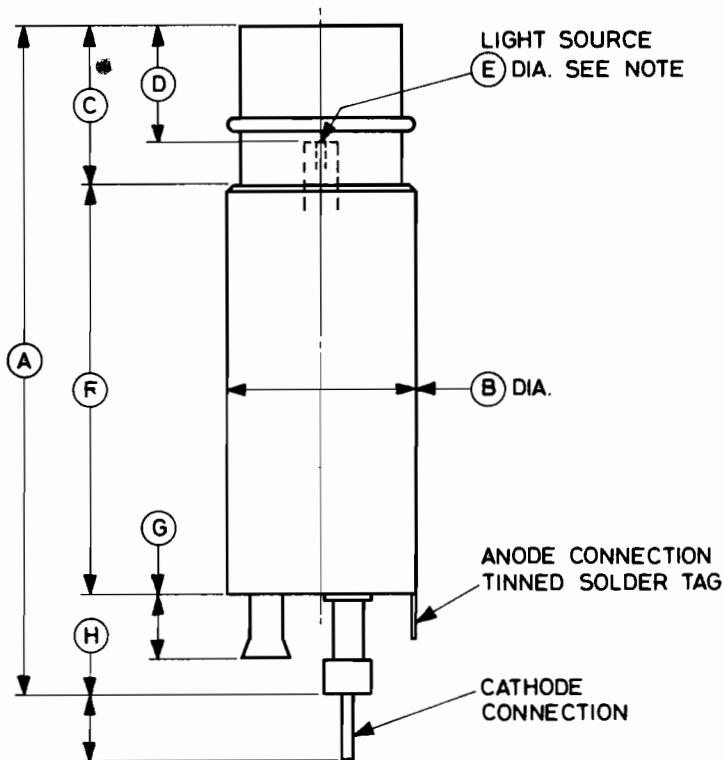 LIGHT SOURCE
E DIA. SEE NOTE
D
C
A
F
B DIA.
G
ANODE CONNECTION
TINNED SOLDER TAG
H
CATHODE
CONNECTION